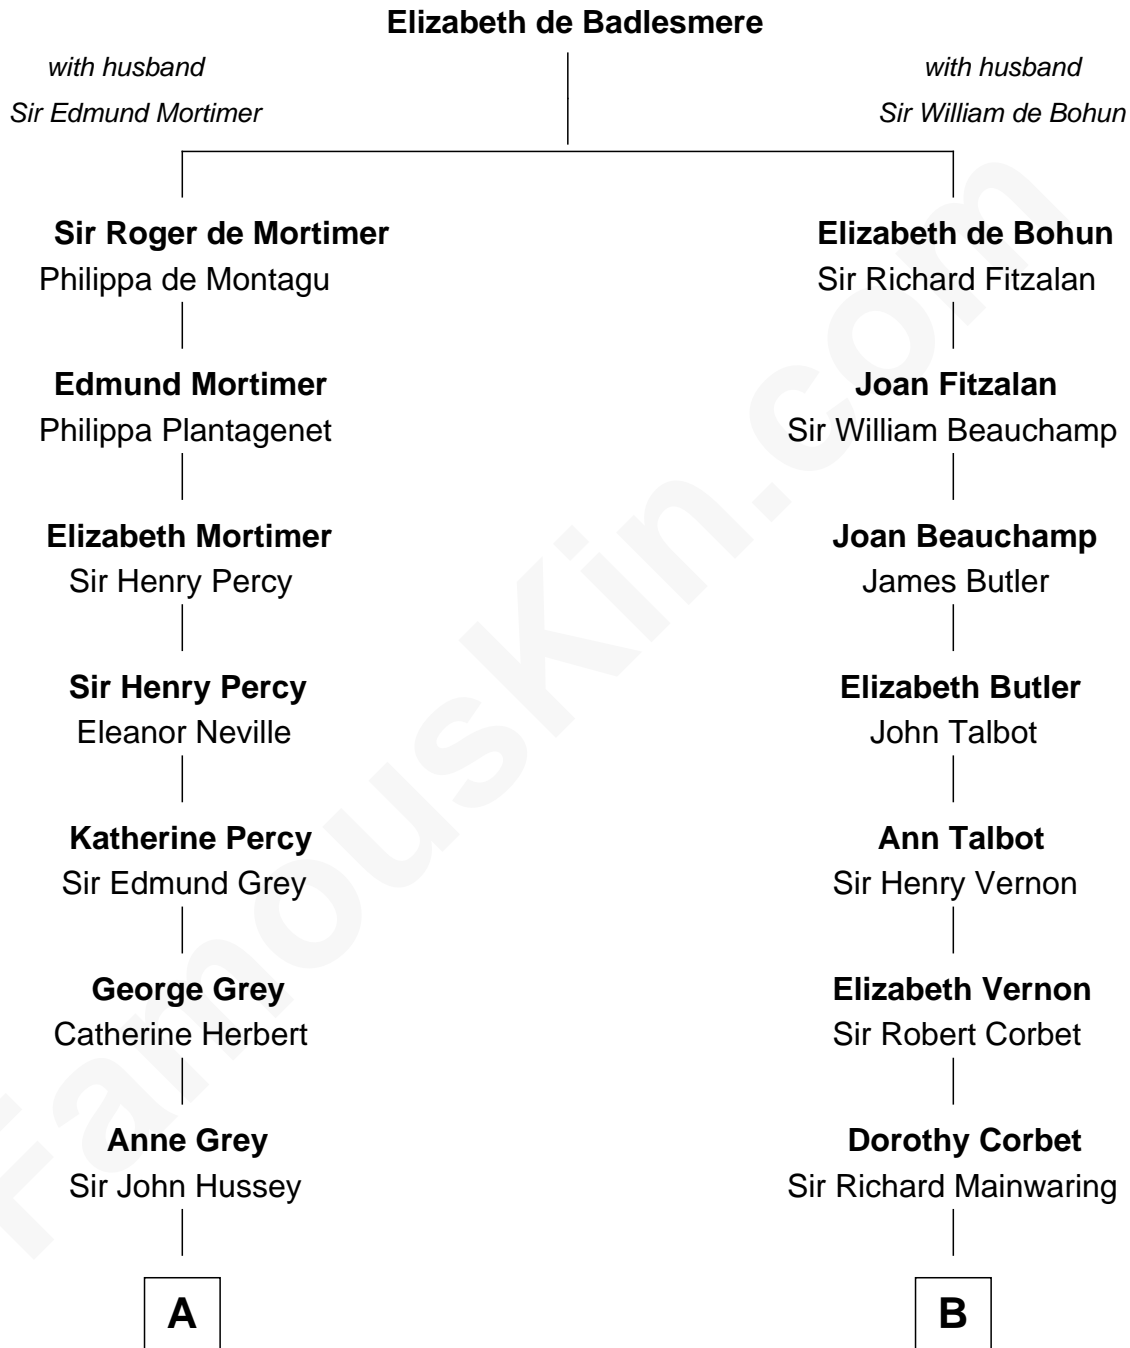 Elizabeth de Badlesmere
with husband
Sir Edmund Mortimer
with husband
Sir William de Bohun
Sir Roger de Mortimer
Philippa de Montagu
Elizabeth de Bohun
Sir Richard Fitzalan
Edmund Mortimer
Philippa Plantagenet
Joan Fitzalan
Sir William Beauchamp
Elizabeth Mortimer
Sir Henry Percy
Joan Beauchamp
James Butler
Sir Henry Percy
Eleanor Neville
Elizabeth Butler
John Talbot
Katherine Percy
Sir Edmund Grey
Ann Talbot
Sir Henry Vernon
George Grey
Catherine Herbert
Elizabeth Vernon
Sir Robert Corbet
Anne Grey
Sir John Hussey
Dorothy Corbet
Sir Richard Mainwaring
A
B
FamousKin.com